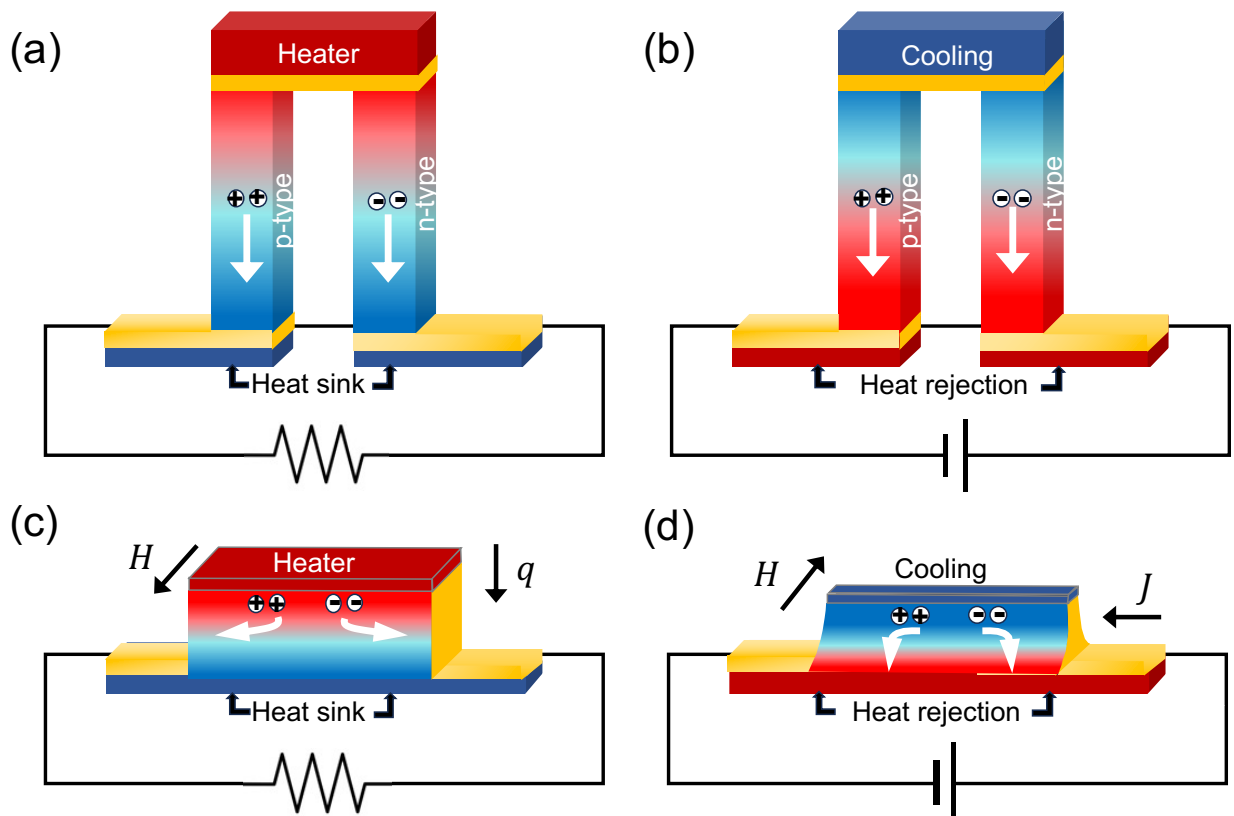 (a)
Heater
p-type
n-type
Heat sink
(b)
Cooling
p-type
n-type
Heat rejection
(c)
H
Heater
q
Heat sink
(d)
H
Cooling
J
Heat rejection